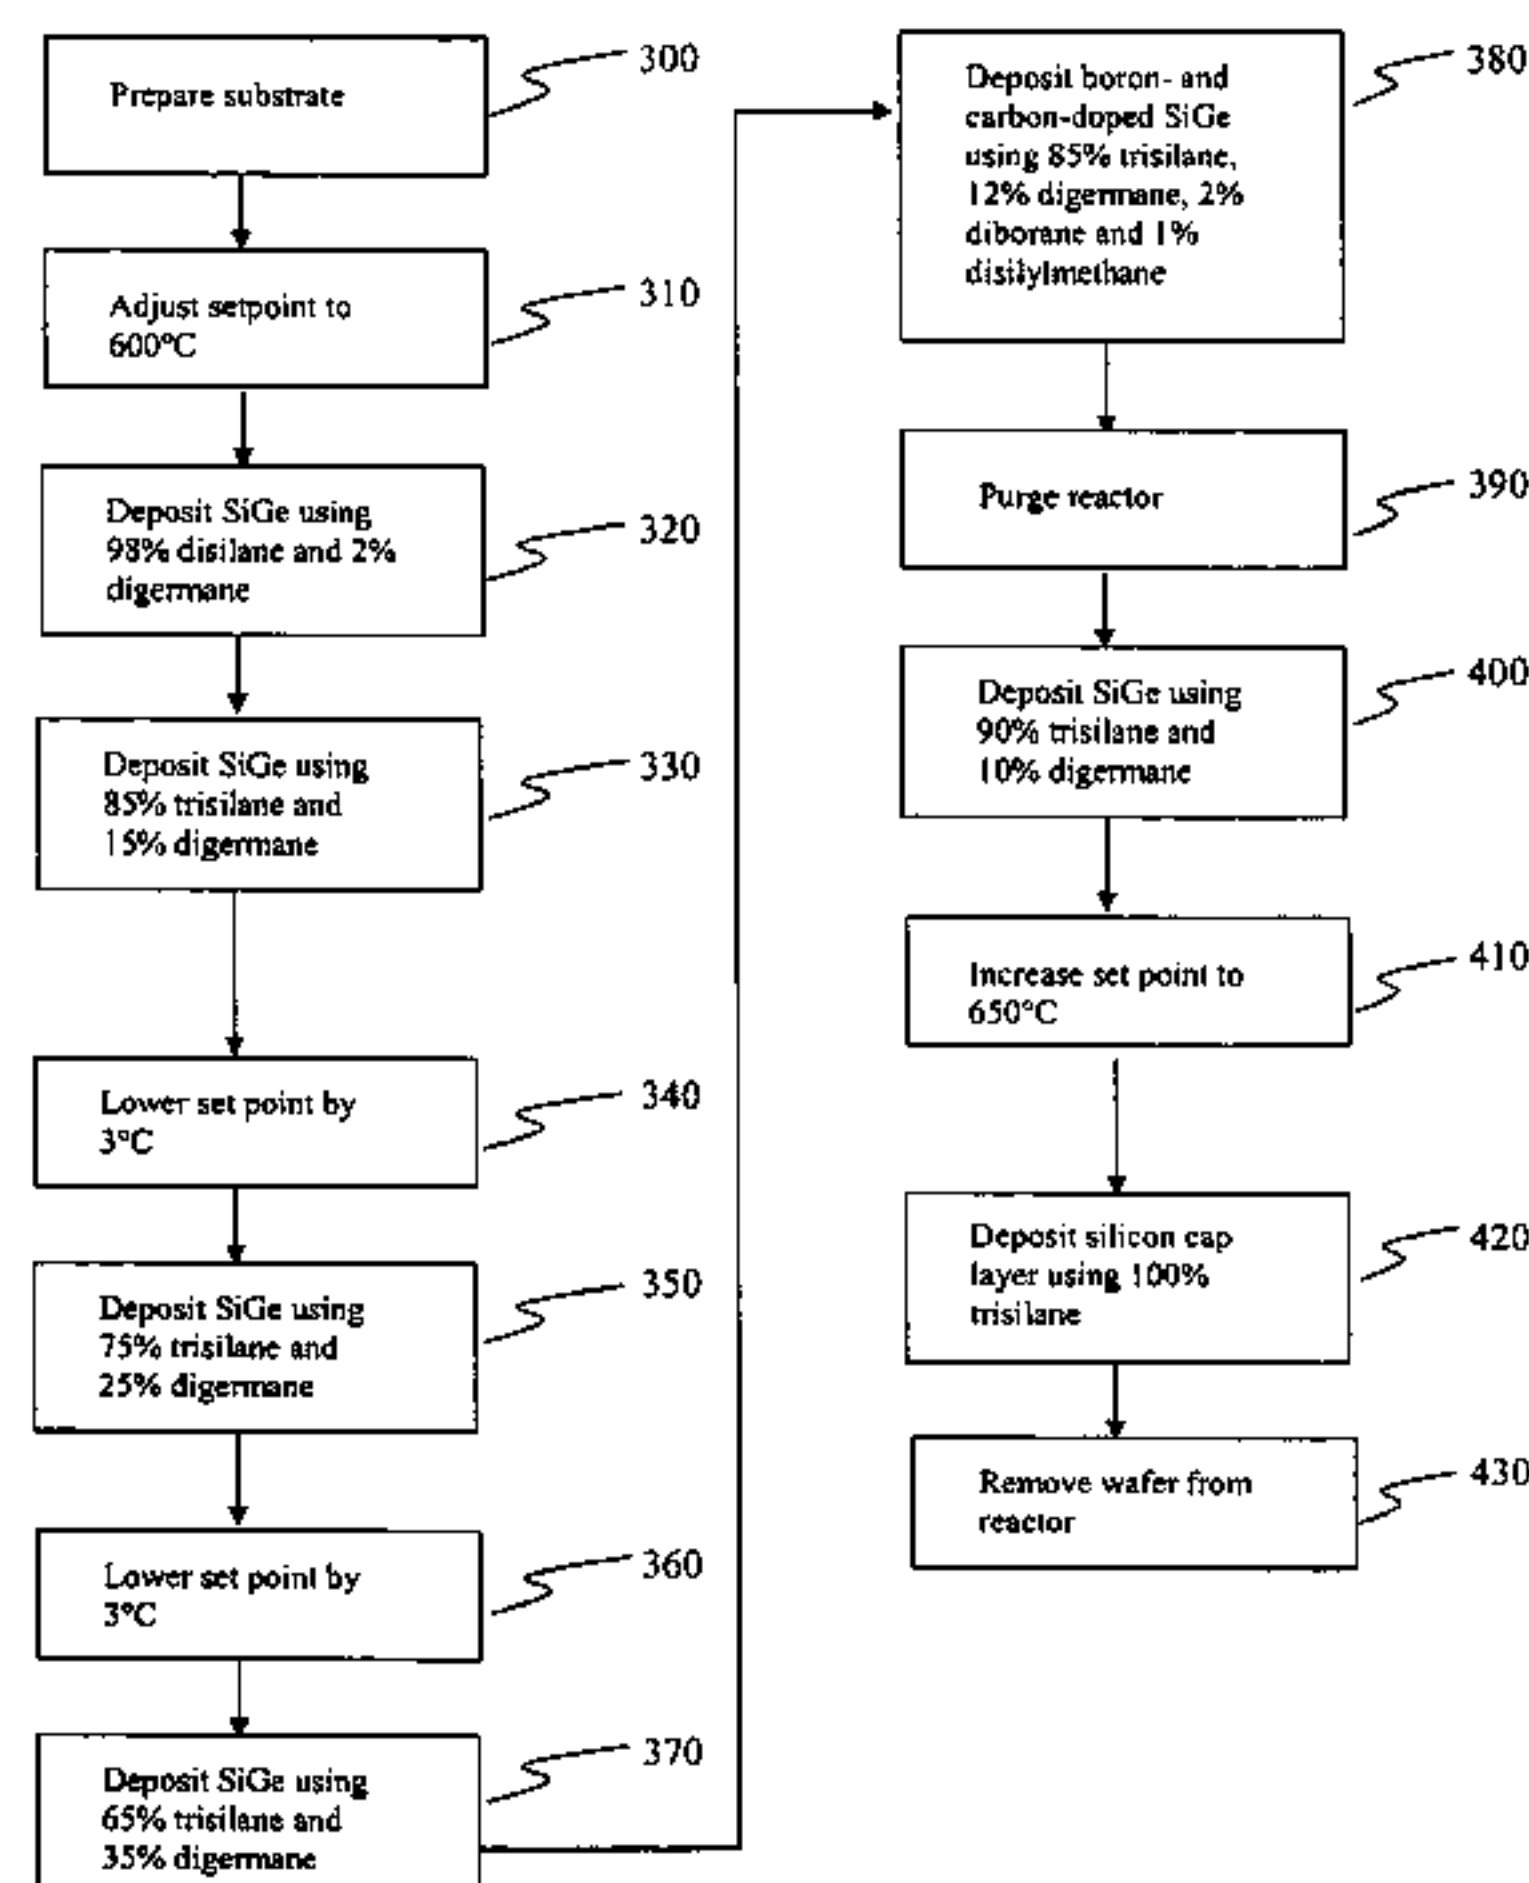 Prepare substrate
300
Adjust setpoint to
600°C
310
Deposit SiGe using
98% disilane and 2%
digermane
320
Deposit SiGe using
85% trisilane and
15% digermane
330
Lower set point by
3°C
340
Deposit SiGe using
75% trisilane and
25% digermane
350
Lower set point by
3°C
360
Deposit SiGe using
65% trisilane and
35% digermane
370
Deposit boron- and
carbon-doped SiGe
using 85% trisilane,
12% digermane, 2%
diborane and 1%
disilylmethane
380
Purge reactor
390
Deposit SiGe using
90% trisilane and
10% digermane
400
Increase set point to
650°C
410
Deposit silicon cap
layer using 100%
trisilane
420
Remove wafer from
reactor
430